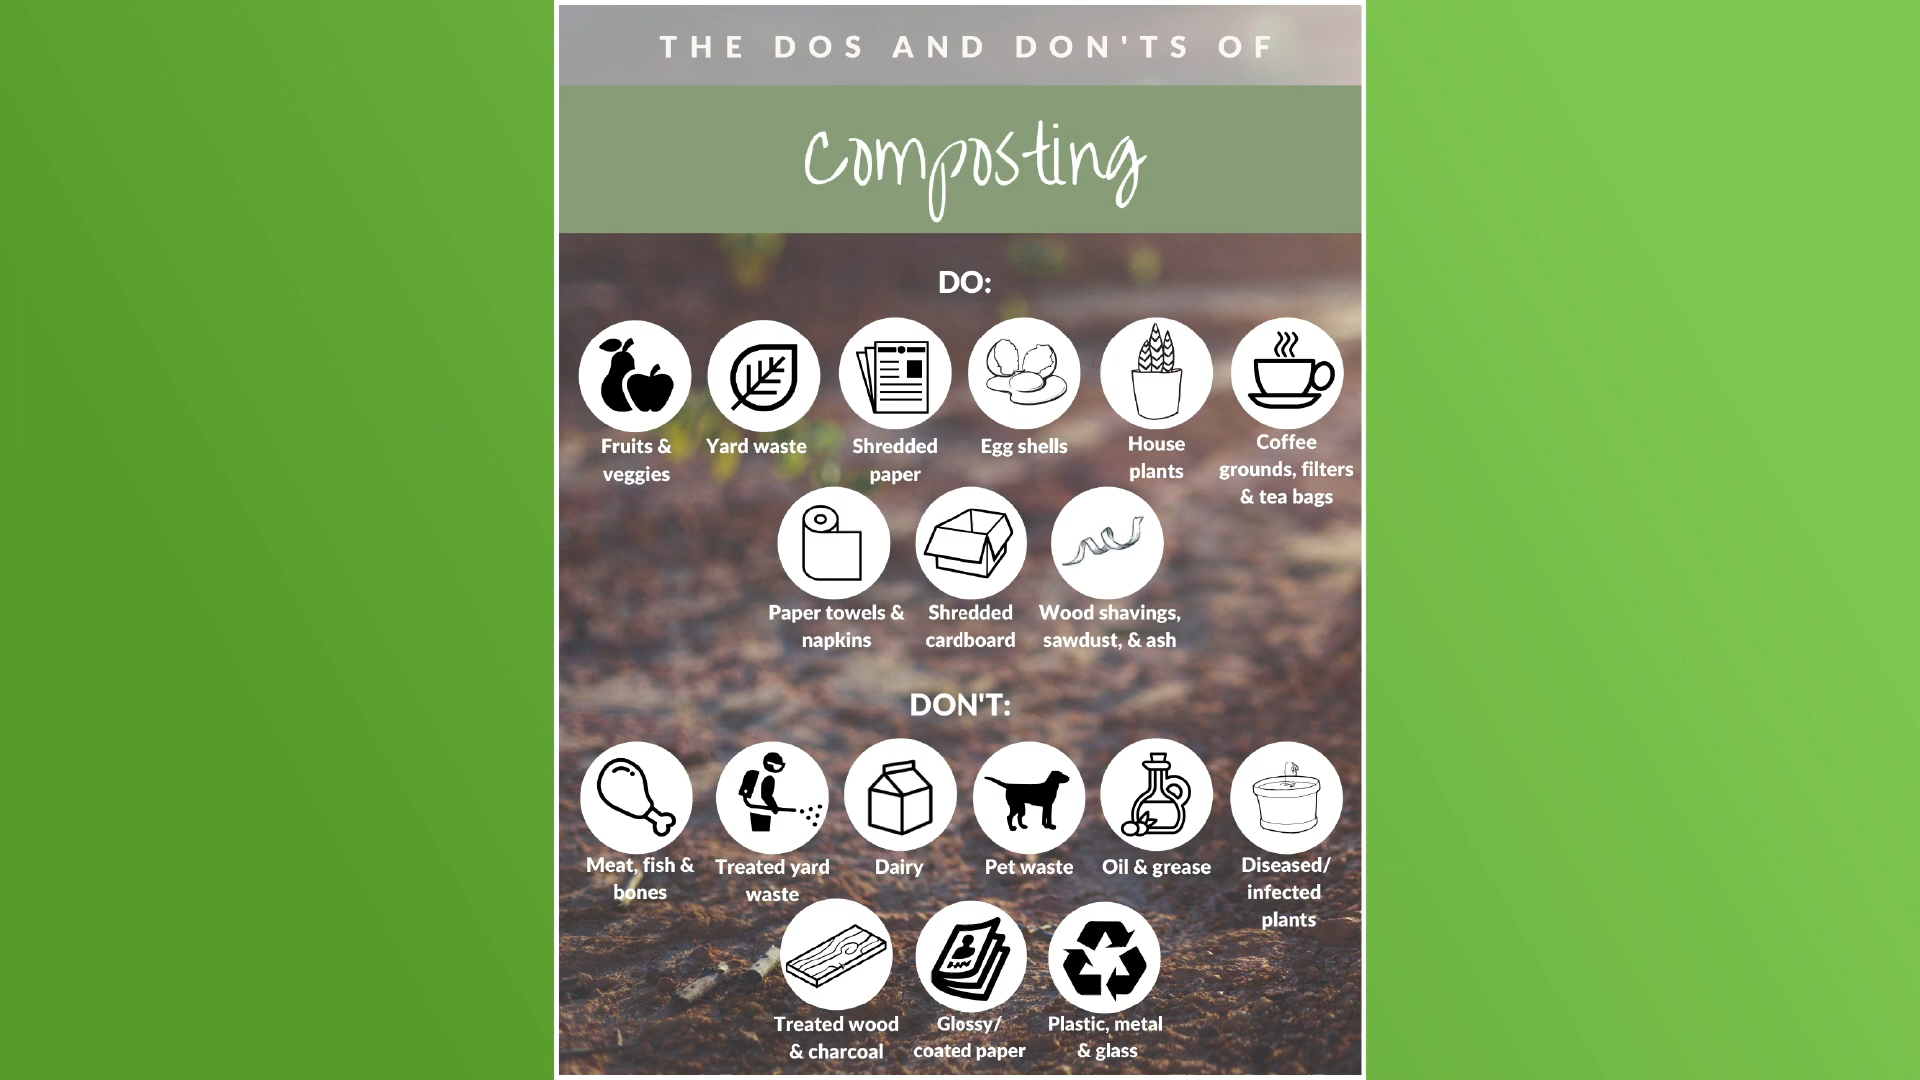 THE DOS AND DON'TS OF
composting
DO:
Fruits &
veggies
Yard waste
Shredded
paper
Egg shells
House
plants
Coffee
grounds, filters
& tea bags
Paper towels &
napkins
Shredded
cardboard
Wood shavings,
sawdust, & ash
DON'T:
Meat, fish &
bones
Treated yard
waste
Dairy
Pet waste
Oil & grease
Diseased/
infected
plants
Treated wood
& charcoal
Glossy/
coated paper
Plastic, metal
& glass